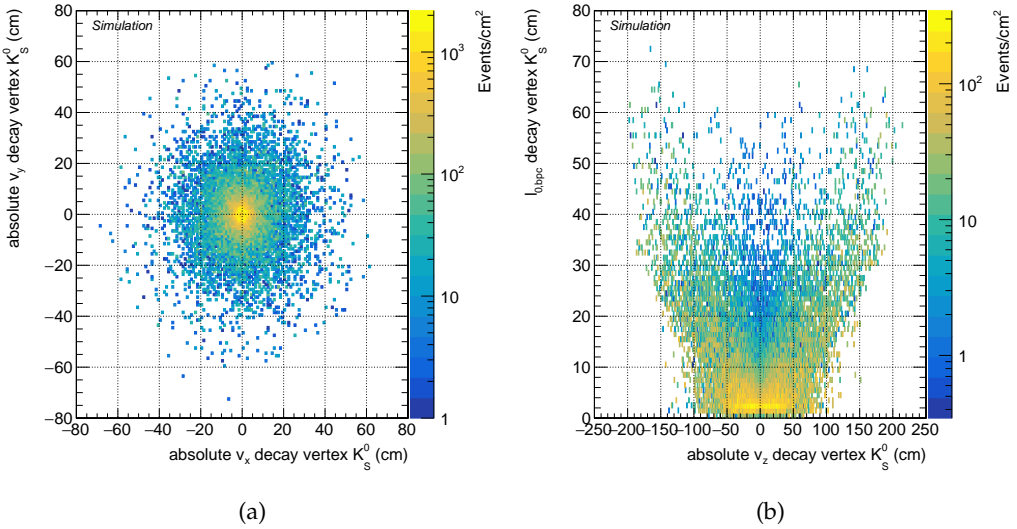 absolute v_y decay vertex K_S^0 (cm)
Simulation
80
60
40
20
0
−20
−40
−60
−80
−80 −60 −40 −20 0 20 40 60 80
absolute v_x decay vertex K_S^0 (cm)
10^3
10^2
10
1
Events/cm^2
(a)
l_0,bpc decay vertex K_S^0 (cm)
Simulation
80
70
60
50
40
30
20
10
0
−250 −200 −150 −100 −50 0 50 100 150 200 250
absolute v_z decay vertex K_S^0 (cm)
10^2
10
1
Events/cm^2
(b)